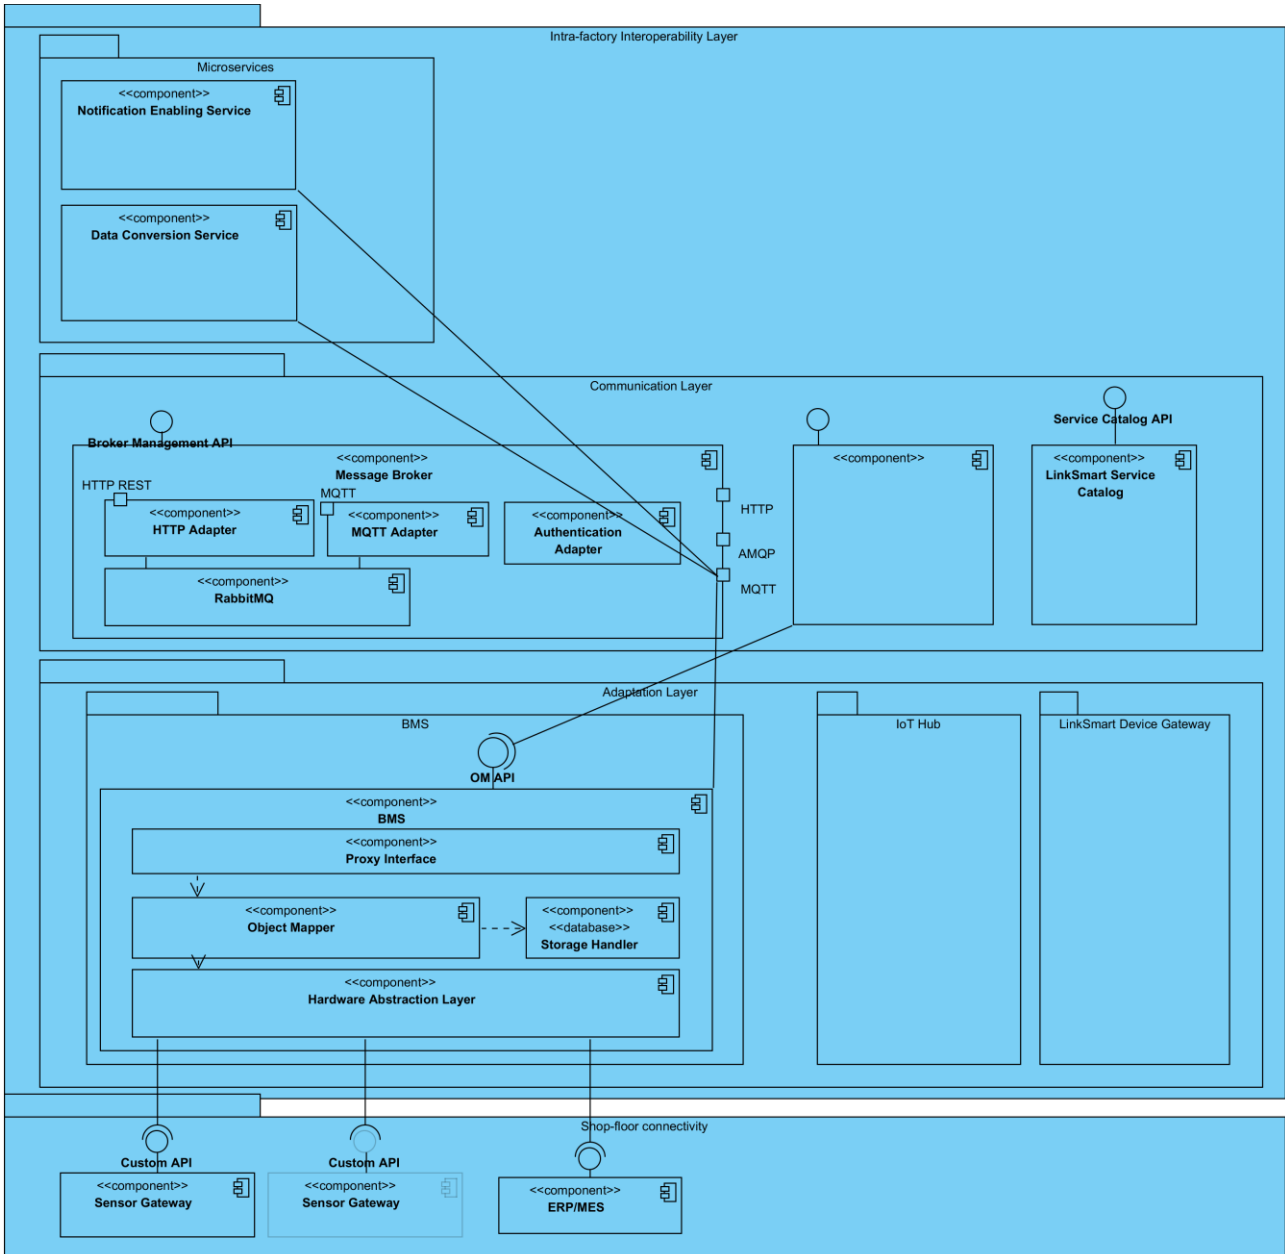 Intra-factory Interoperability Layer
Microservices
<<component>>
Notification Enabling Service
<<component>>
Data Conversion Service
Communication Layer
Broker Management API
Service Catalog API
<<component>>
Message Broker
HTTP REST
<<component>>
HTTP Adapter
MQTT
<<component>>
MQTT Adapter
<<component>>
Authentication
Adapter
<<component>>
RabbitMQ
HTTP
AMQP
MQTT
<<component>>
<<component>>
LinkSmart Service
Catalog
Adaptation Layer
BMS
OM API
<<component>>
BMS
<<component>>
Proxy Interface
<<component>>
Object Mapper
<<component>>
<<database>>
Storage Handler
<<component>>
Hardware Abstraction Layer
IoT Hub
LinkSmart Device Gateway
Shop-floor connectivity
Custom API
<<component>>
Sensor Gateway
Custom API
<<component>>
Sensor Gateway
<<component>>
ERP/MES